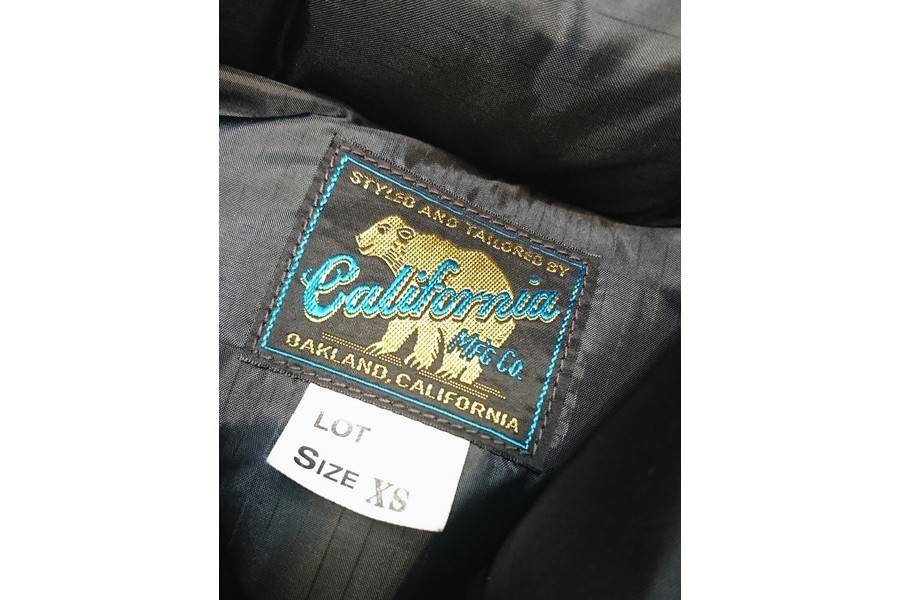 STYLED AND TAILORED BY
California
MFG Co.
OAKLAND, CALIFORNIA
LOT
SIZE XS